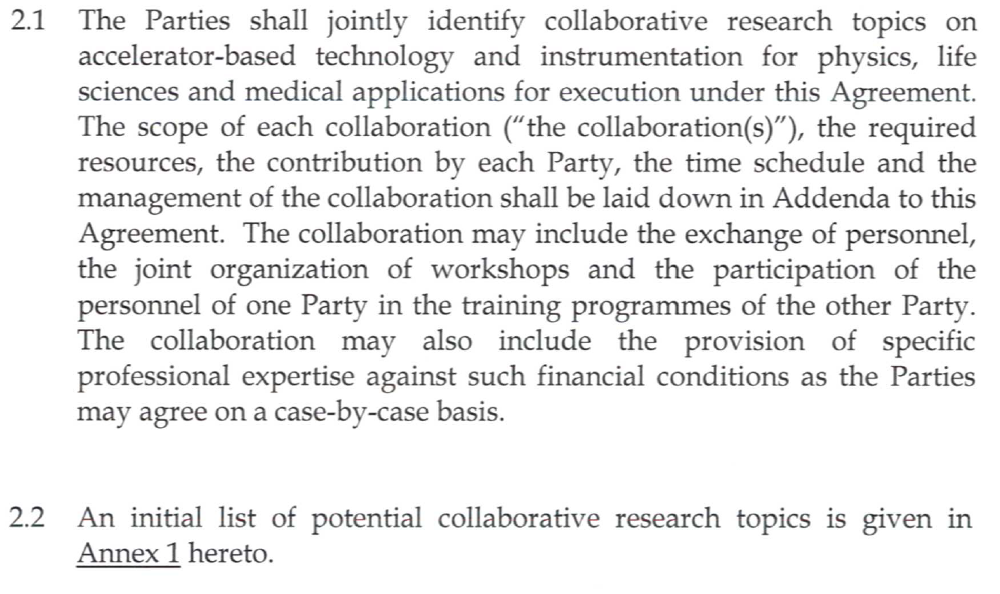 2.1 The Parties shall jointly identify collaborative research topics on
accelerator-based technology and instrumentation for physics, life
sciences and medical applications for execution under this Agreement.
The scope of each collaboration (“the collaboration(s)”), the required
resources, the contribution by each Party, the time schedule and the
management of the collaboration shall be laid down in Addenda to this
Agreement. The collaboration may include the exchange of personnel,
the joint organization of workshops and the participation of the
personnel of one Party in the training programmes of the other Party.
The collaboration may also include the provision of specific
professional expertise against such financial conditions as the Parties
may agree on a case-by-case basis.
2.2 An initial list of potential collaborative research topics is given in
Annex 1 hereto.